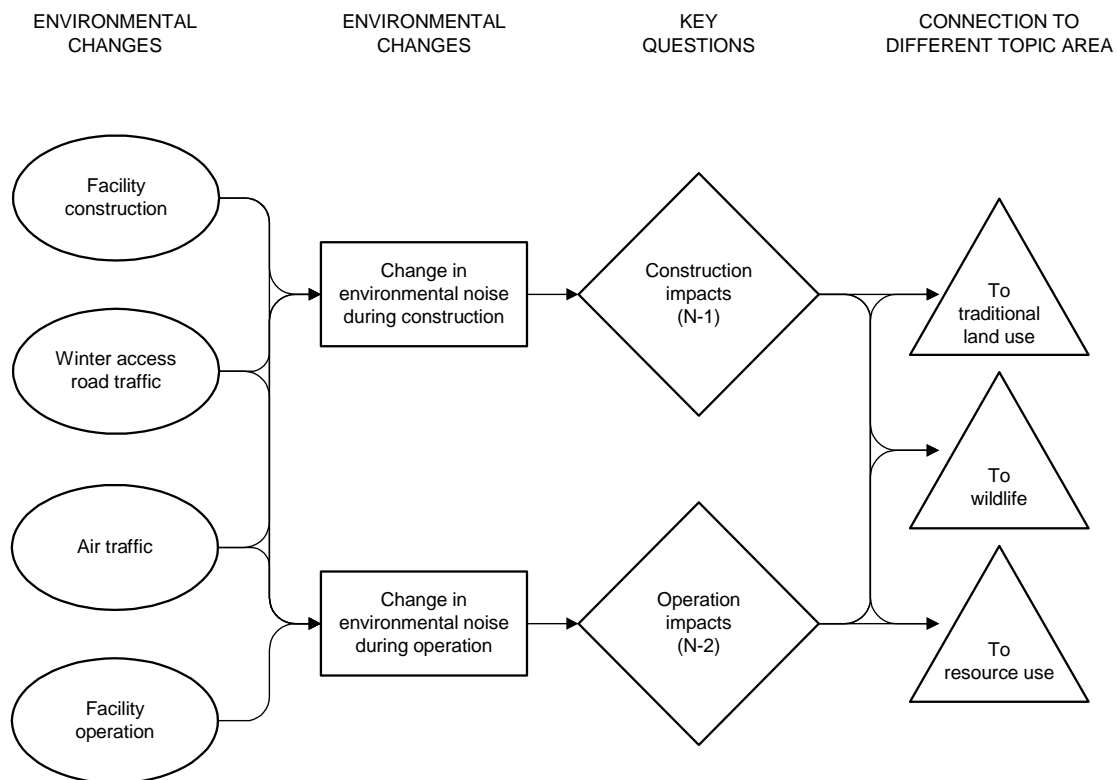 ENVIRONMENTAL
CHANGES
ENVIRONMENTAL
CHANGES
KEY
QUESTIONS
CONNECTION TO
DIFFERENT TOPIC AREA
Facility
construction
Winter access
road traffic
Air traffic
Facility
operation
Change in
environmental noise
during construction
Change in
environmental noise
during operation
Construction
impacts
(N-1)
Operation
impacts
(N-2)
To
traditional
land use
To
wildlife
To
resource use